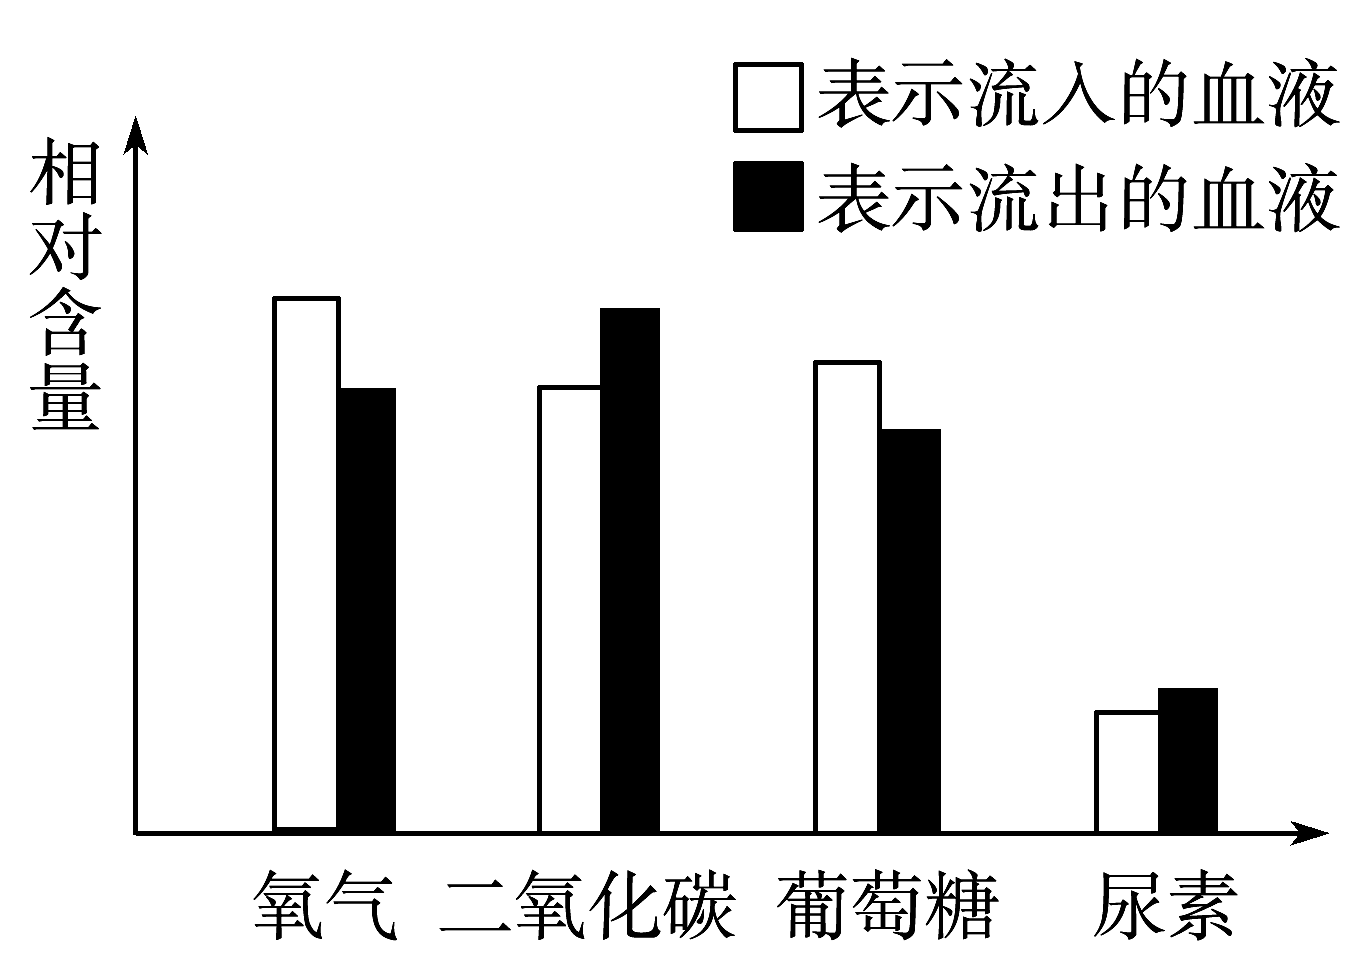 表示流入的血液
表示流出的血液
相对含量
氧气
二氧化碳
葡萄糖
尿素